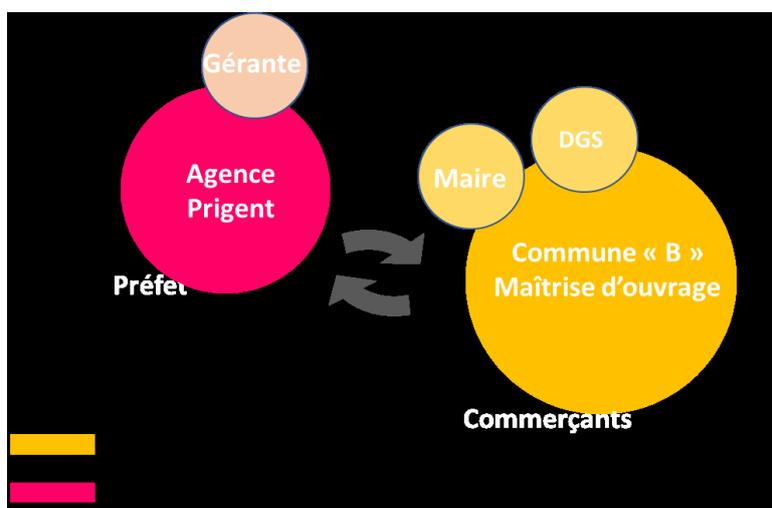 Gérante
DGS
Maire
Agence
Prigent
Commune « B »
Maîtrise d'ouvrage
Préfet
Commerçants